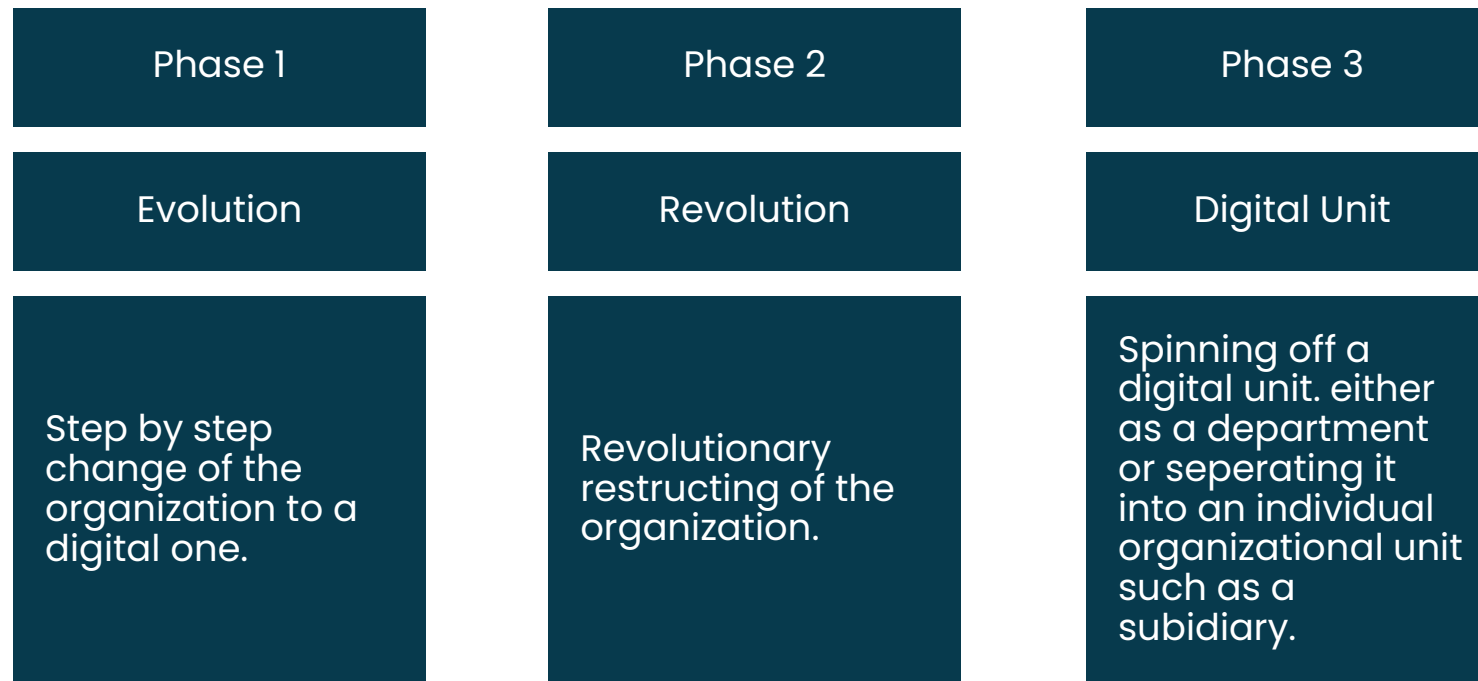 Phase 1
Evolution
Step by step
change of the
organization to a
digital one.
Phase 2
Revolution
Revolutionary
restructing of the
organization.
Phase 3
Digital Unit
Spinning off a
digital unit. either
as a department
or seperating it
into an individual
organizational unit
such as a
subidiary.